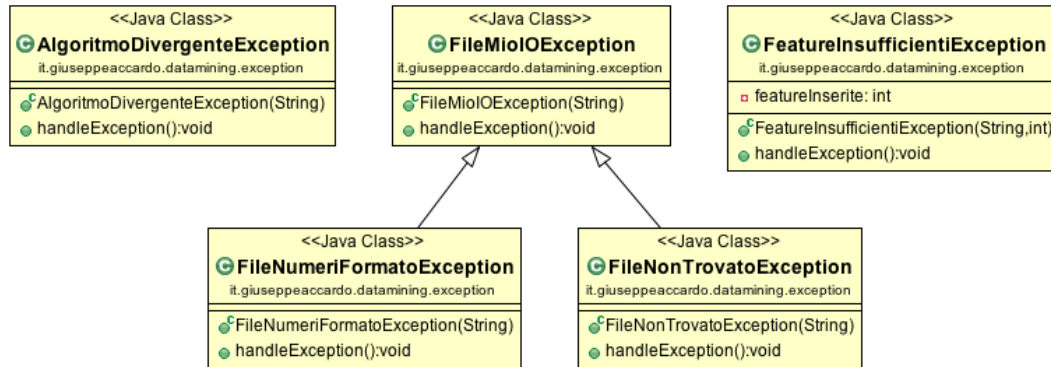 <<Java Class>>
AlgoritmoDivergenteException
it.giuseppeaccardo.datamining.exception
AlgoritmoDivergenteException(String)
handleException():void
<<Java Class>>
FileMioIOException
it.giuseppeaccardo.datamining.exception
FileMioIOException(String)
handleException():void
<<Java Class>>
FeatureInsufficientiException
it.giuseppeaccardo.datamining.exception
featureInserite: int
FeatureInsufficientiException(String,int)
handleException():void
<<Java Class>>
FileNumeriFormatoException
it.giuseppeaccardo.datamining.exception
FileNumeriFormatoException(String)
handleException():void
<<Java Class>>
FileNonTrovatoException
it.giuseppeaccardo.datamining.exception
FileNonTrovatoException(String)
handleException():void